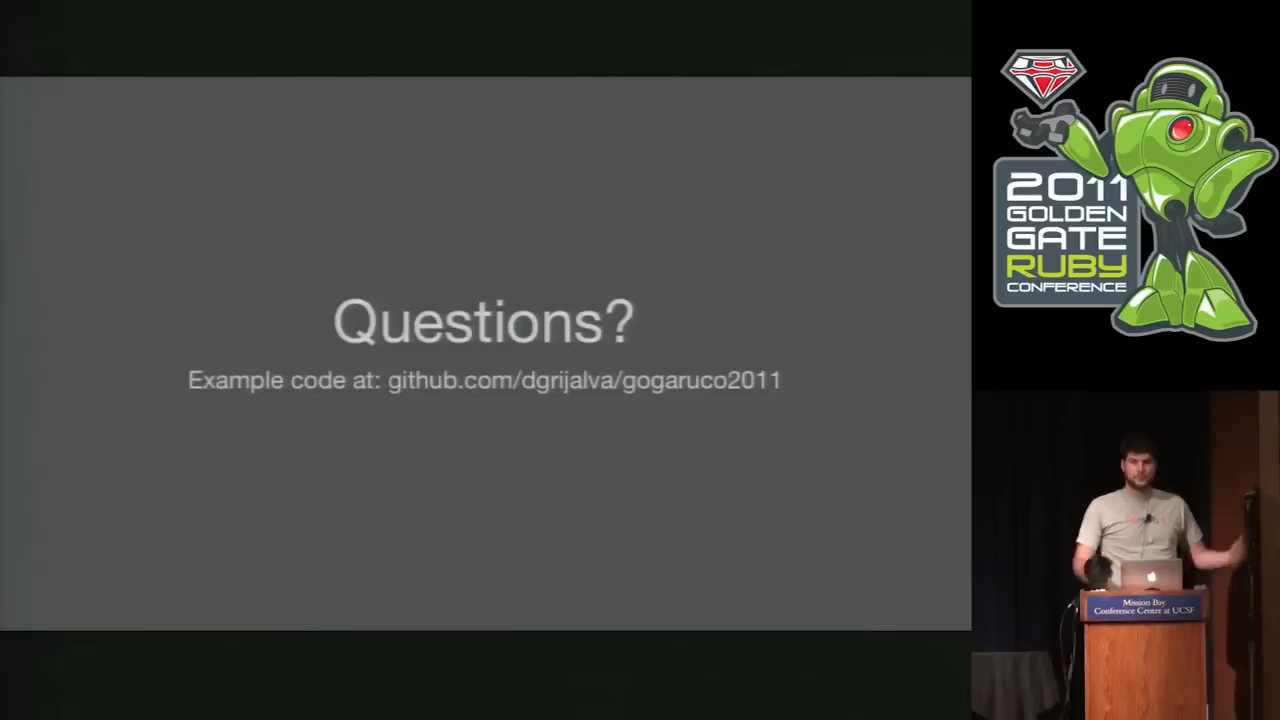 Questions?
Example code at: github.com/dgrijalva/gogaruco2011
2011
GOLDEN
GATE
RUBY
CONFERENCE
Mission Bay
Conference Center at UCSF